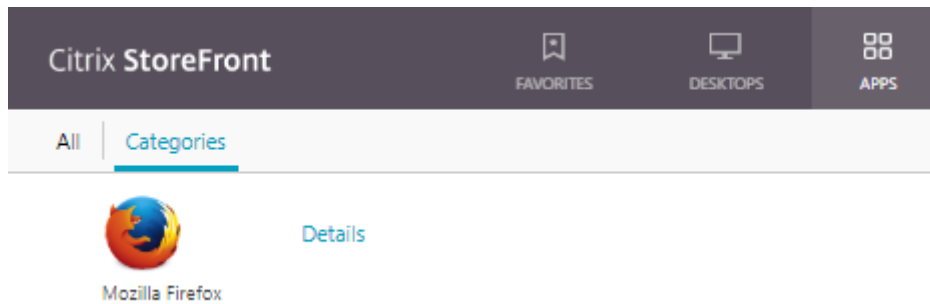 Citrix StoreFront
FAVORITES
DESKTOPS
APPS
All
Categories
Details
Mozilla Firefox